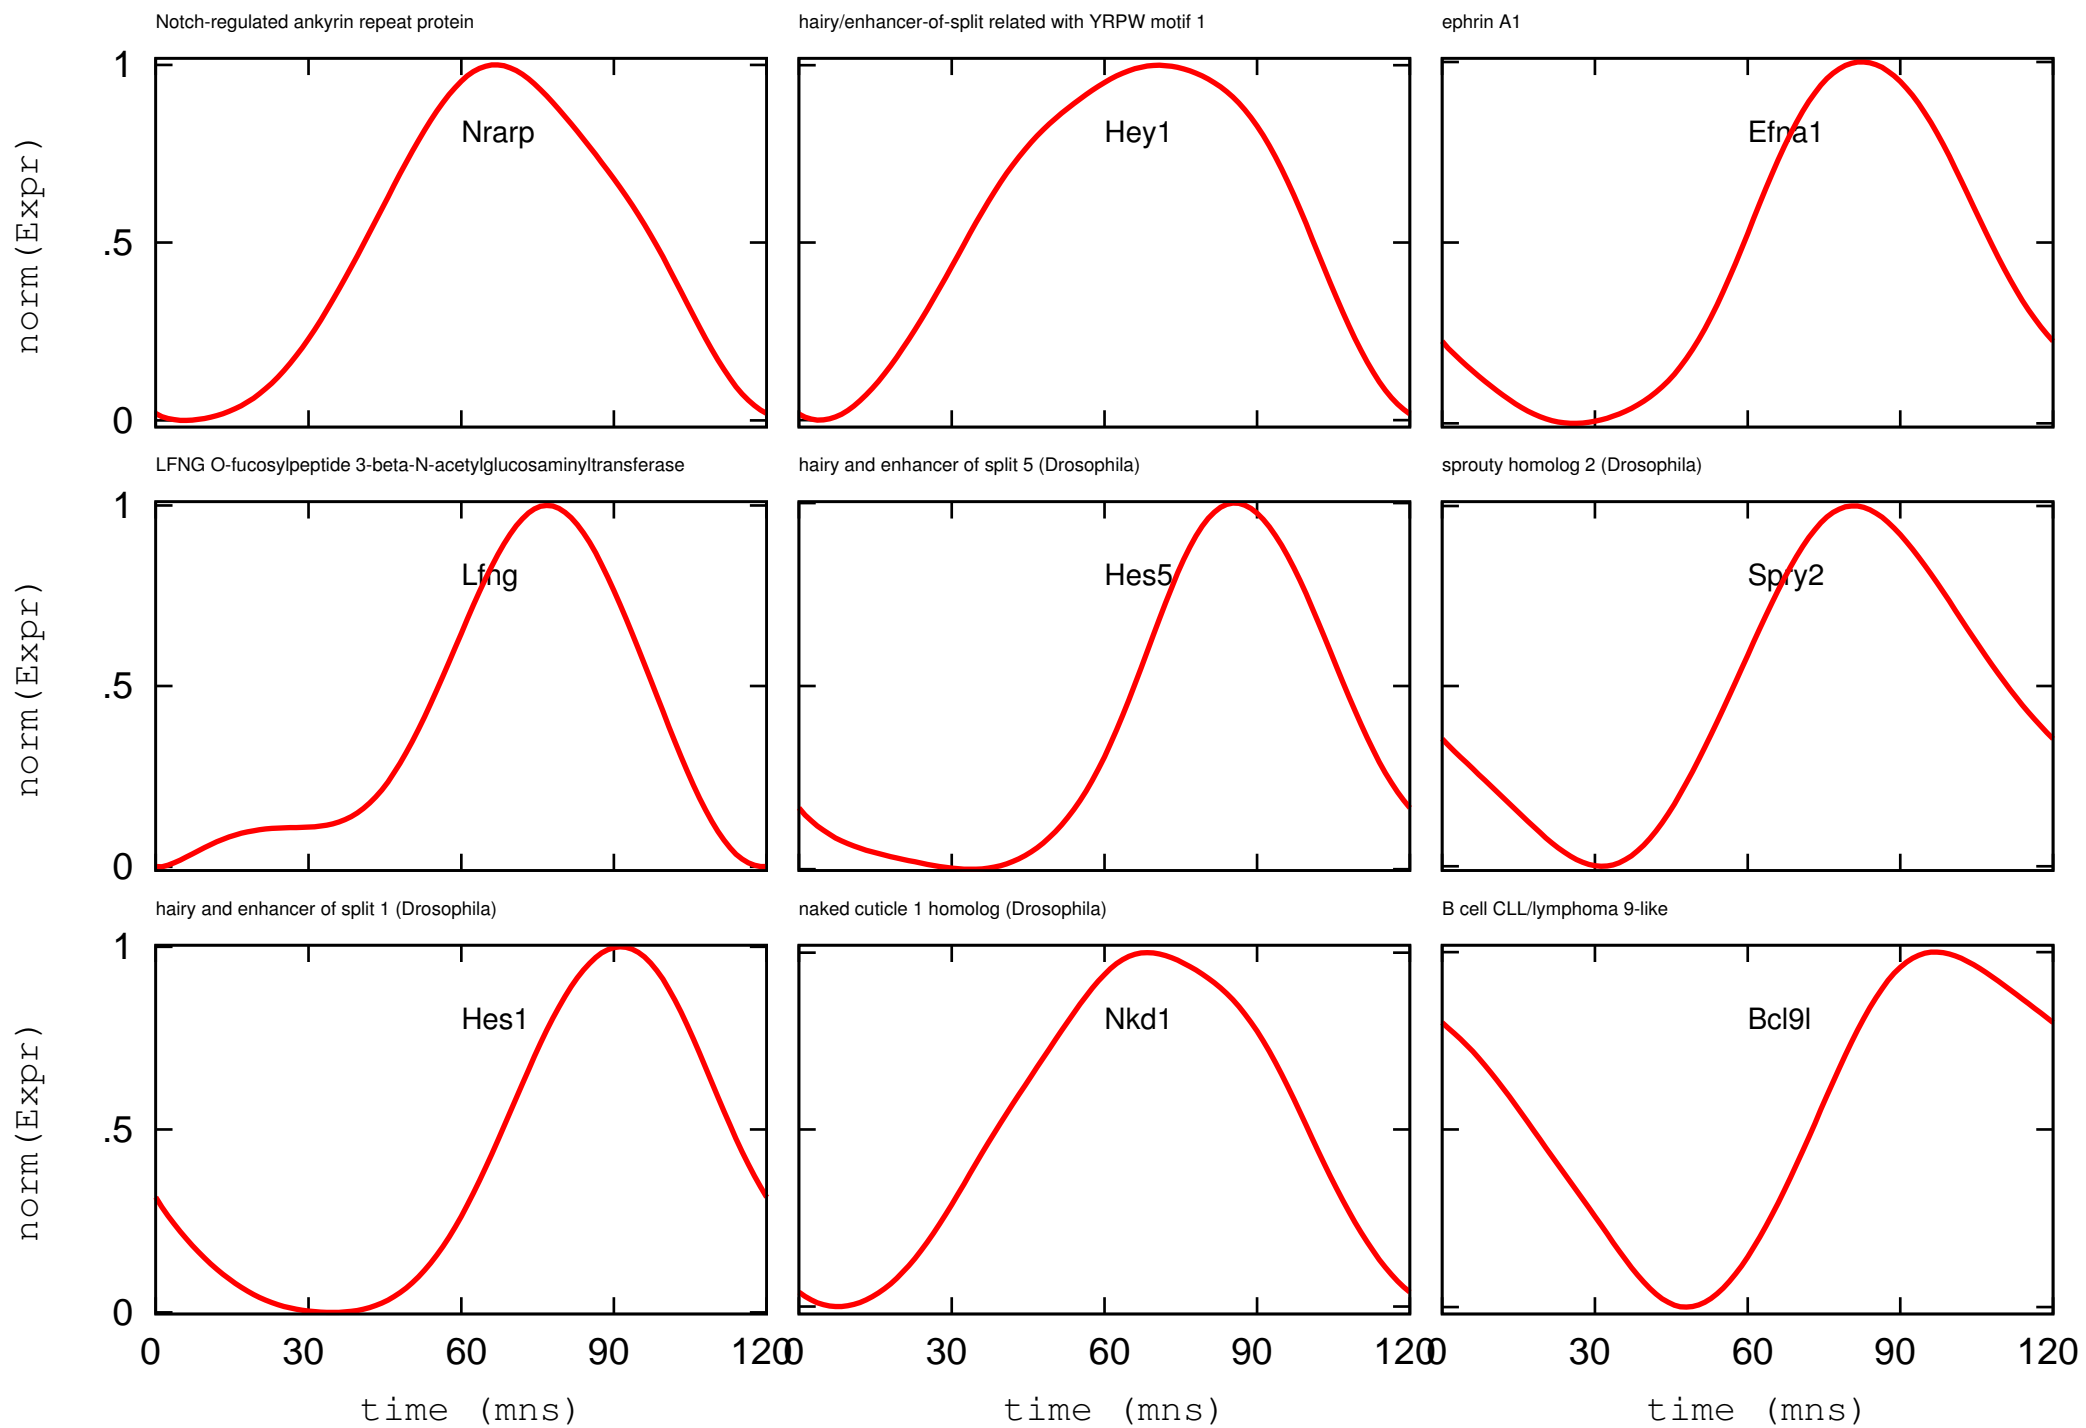 Notch-regulated ankyrin repeat protein
hairy/enhancer-of-split related with YRPW motif 1
ephrin A1
norm(Expr)
1
.5
0
Nrarp
Hey1
Efna1
LFNG O-fucosylpeptide 3-beta-N-acetylglucosaminyltransferase
hairy and enhancer of split 5 (Drosophila)
sprouty homolog 2 (Drosophila)
norm(Expr)
1
.5
0
Lfng
Hes5
Spry2
hairy and enhancer of split 1 (Drosophila)
naked cuticle 1 homolog (Drosophila)
B cell CLL/lymphoma 9-like
norm(Expr)
1
.5
0
Hes1
Nkd1
Bcl9l
0 30 60 90 120
0 30 60 90 120
0 30 60 90 120
time (mns)
time (mns)
time (mns)